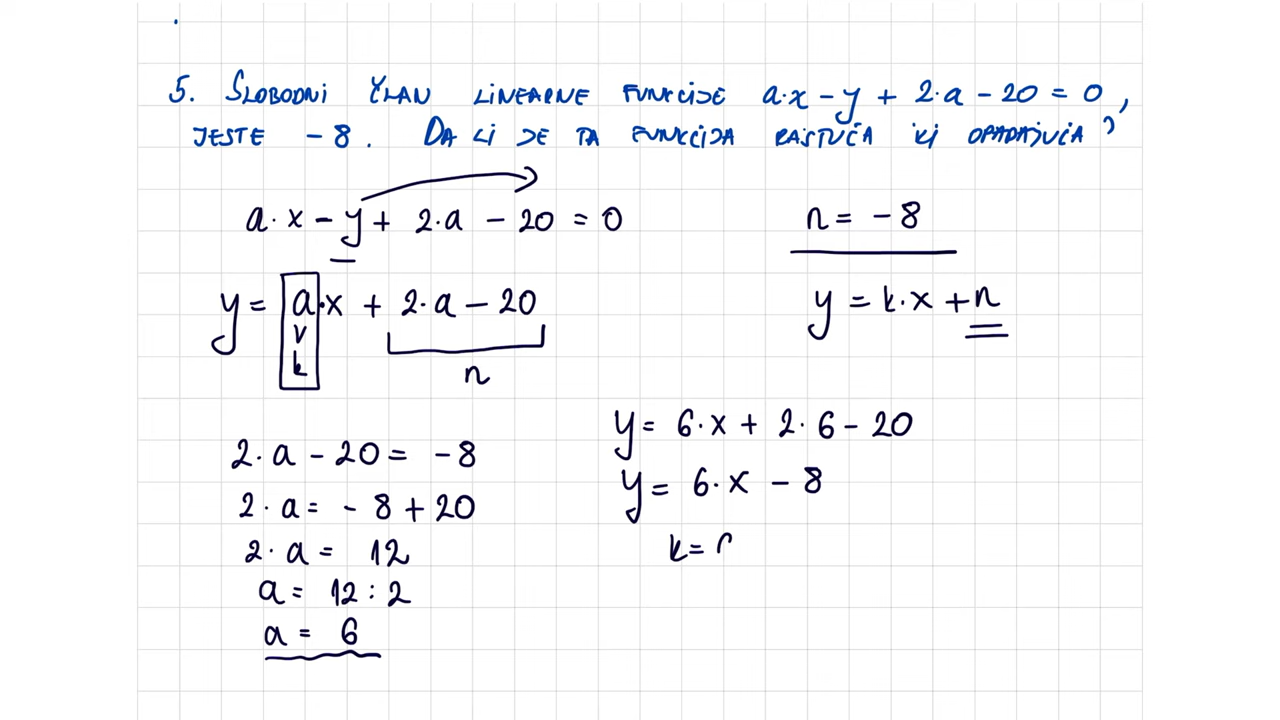 5. SLOBODNI ČLAN LINEARNE FUNKCIJE a·x - y + 2·a - 20 = 0,
JESTE -8. DA LI JE TA FUNKCIJA RASTUĆA ILI OPADAJUĆA?
a·x - y + 2·a - 20 = 0
n = -8
y = a·x + 2·a - 20
k
n
y = k·x + n
2·a - 20 = -8
2·a = -8 + 20
2·a = 12
a = 12 : 2
a = 6
y = 6·x + 2·6 - 20
y = 6·x - 8
k =